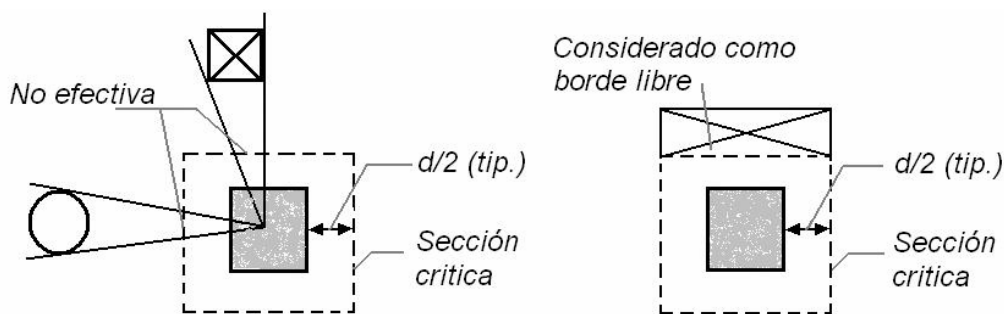 No efectiva
d/2 (tip.)
Sección
critica
Considerado como
borde libre
d/2 (tip.)
Sección
critica